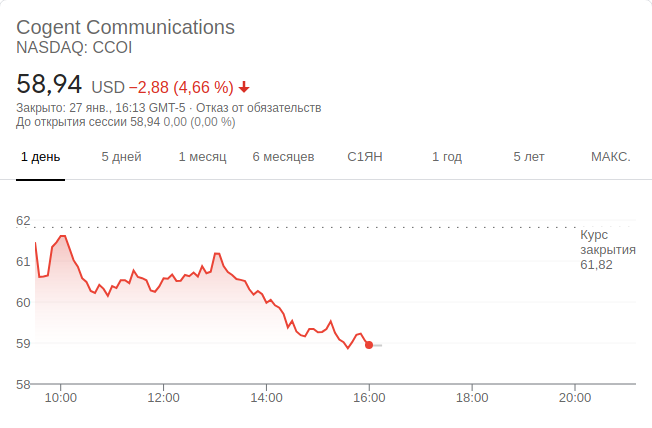 Cogent Communications
NASDAQ: CCOI
58,94 USD −2,88 (4,66 %)
Закрыто: 27 янв., 16:13 GMT-5 · Отказ от обязательств
До открытия сессии 58,94 0,00 (0,00 %)
1 день 5 дней 1 месяц 6 месяцев С1ЯН 1 год 5 лет МАКС.
62
Курс
закрытия
61,82
61
60
59
58
10:00 12:00 14:00 16:00 18:00 20:00